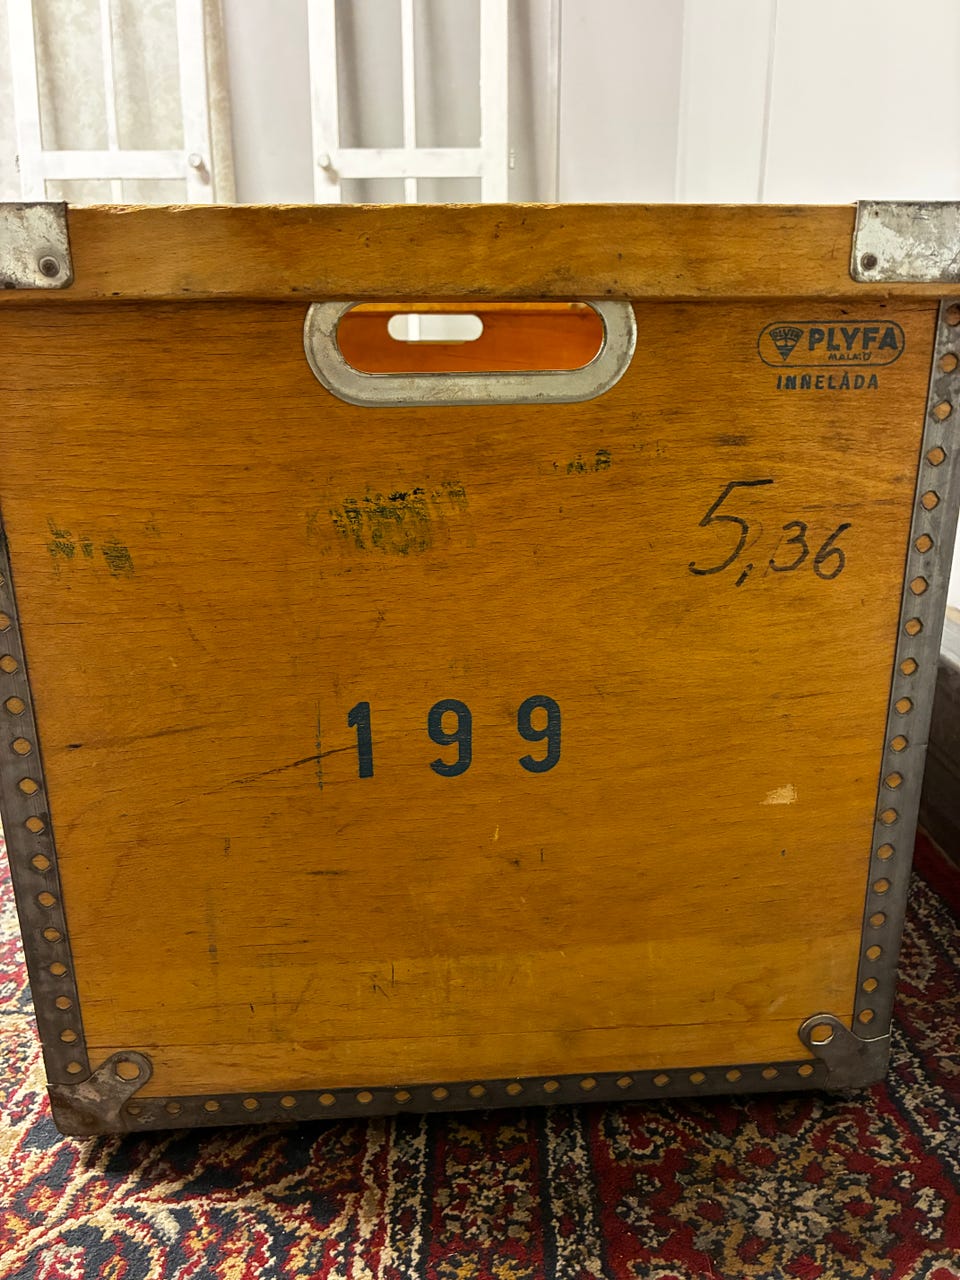 PLYFA
MALMÖ
INNELÅDA
5,36
199